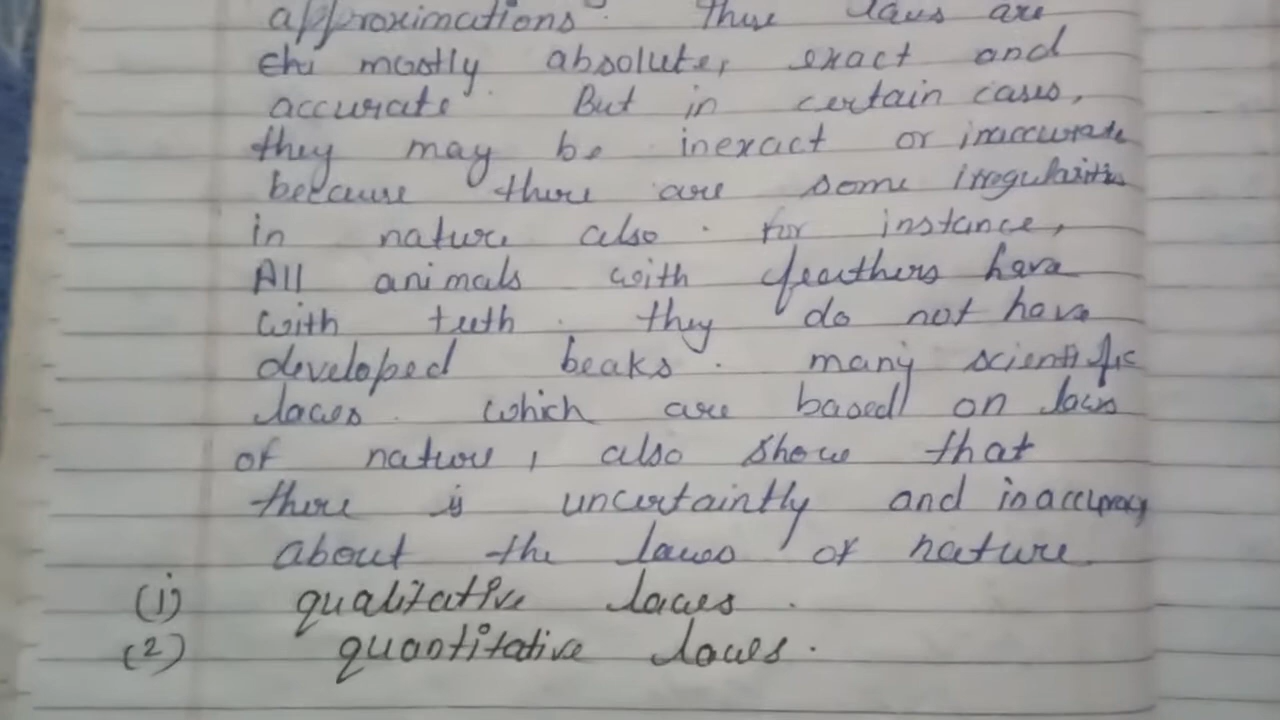 approximations. These laws are
mostly absolute, exact and
accurate. But in certain cases,
they may be inexact or inaccurate
because there are some irregularities
in nature also. for instance,
All animals with feathers have
with teeth. they do not have
developed beaks. many scientific
laws. which are based on laws
of nature, also show that
there is uncertaintly and inaccuracy
about the laws of nature
(1) qualitative laws.
(2) quantitative laws.